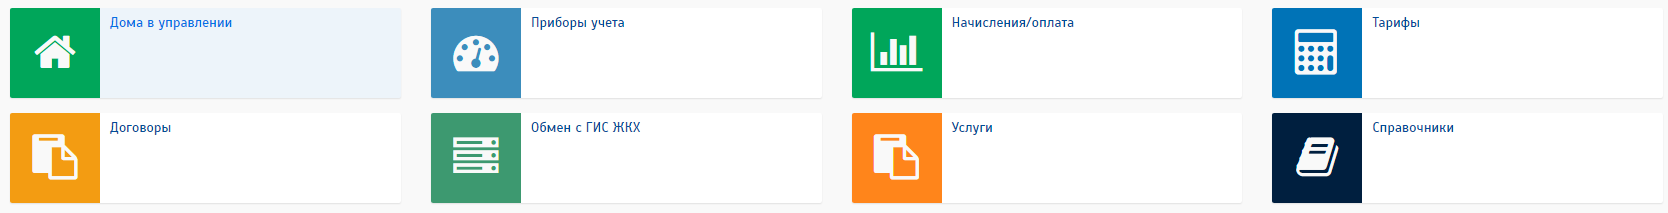 Дома в управлении
Приборы учета
Начисления/оплата
Тарифы
Договоры
Обмен с ГИС ЖКХ
Услуги
Справочники